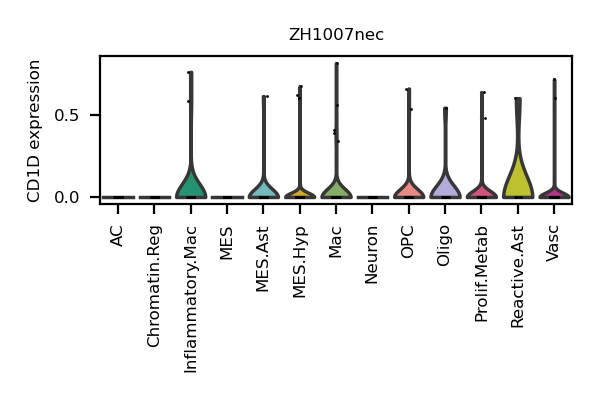 ZH1007nec
CD1D expression
0.5
0.0
AC
Chromatin.Reg
Inflammatory.Mac
MES
MES.Ast
MES.Hyp
Mac
Neuron
OPC
Oligo
Prolif.Metab
Reactive.Ast
Vasc